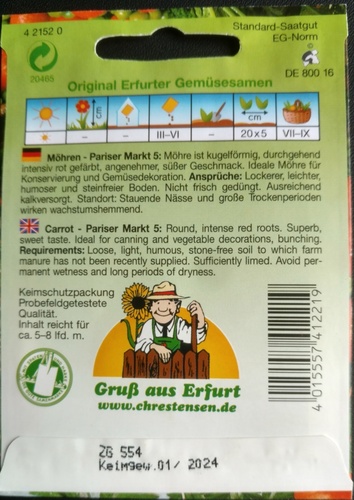 4 2152 0
Standard-Saatgut
EG-Norm
20465
DE 800 16
Original Erfurter Gemüsesamen
– – III–VI – 20 x 5 VII–IX
Möhren - Pariser Markt 5: Möhre ist kugelförmig, durchgehend
intensiv rot gefärbt, angenehmer, süßer Geschmack. Ideale Möhre für
Konservierung und Gemüsedekoration. Ansprüche: Lockerer, leichter,
humoser und steinfreier Boden. Nicht frisch gedüngt. Ausreichend
kalkversorgt. Standort: Stauende Nässe und große Trockenperioden
wirken wachstumshemmend.
Carrot - Pariser Markt 5: Round, intense red roots. Superb,
sweet taste. Ideal for canning and vegetable decorations, bunching.
Requirements: Loose, light, humous, stone-free soil to which farm
manure has not been recently supplied. Sufficiently limed. Avoid per-
manent wetness and long periods of dryness.
Keimschutzpackung
Probefeldgetestete
Qualität.
Inhalt reicht für
ca. 5–8 lfd. m.
Gruß aus Erfurt
www.chrestensen.de
4 015557 412219
ZG 554
Keimgew.01/ 2024